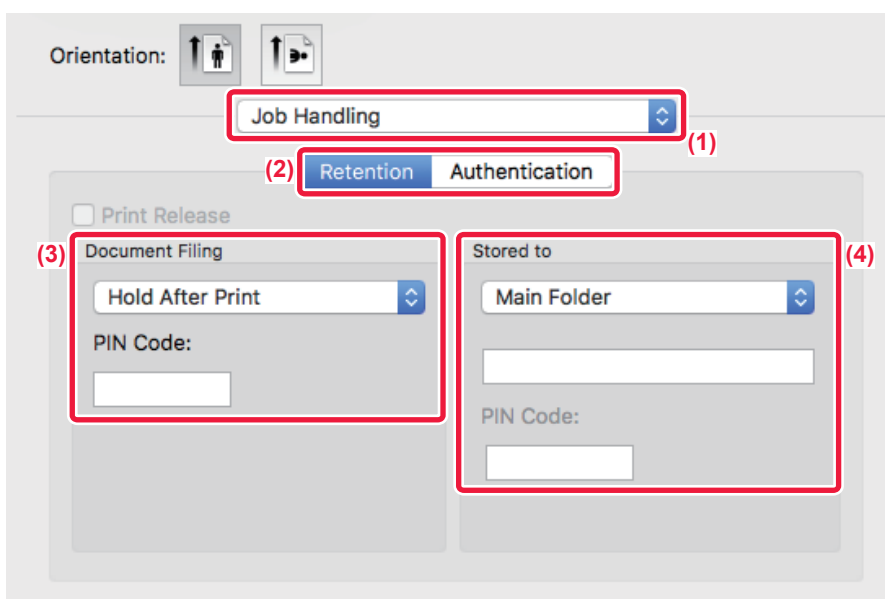 Orientation:
Job Handling
(1)
(2) Retention Authentication
Print Release
(3) Document Filing
Stored to (4)
Hold After Print
Main Folder
PIN Code:
PIN Code: